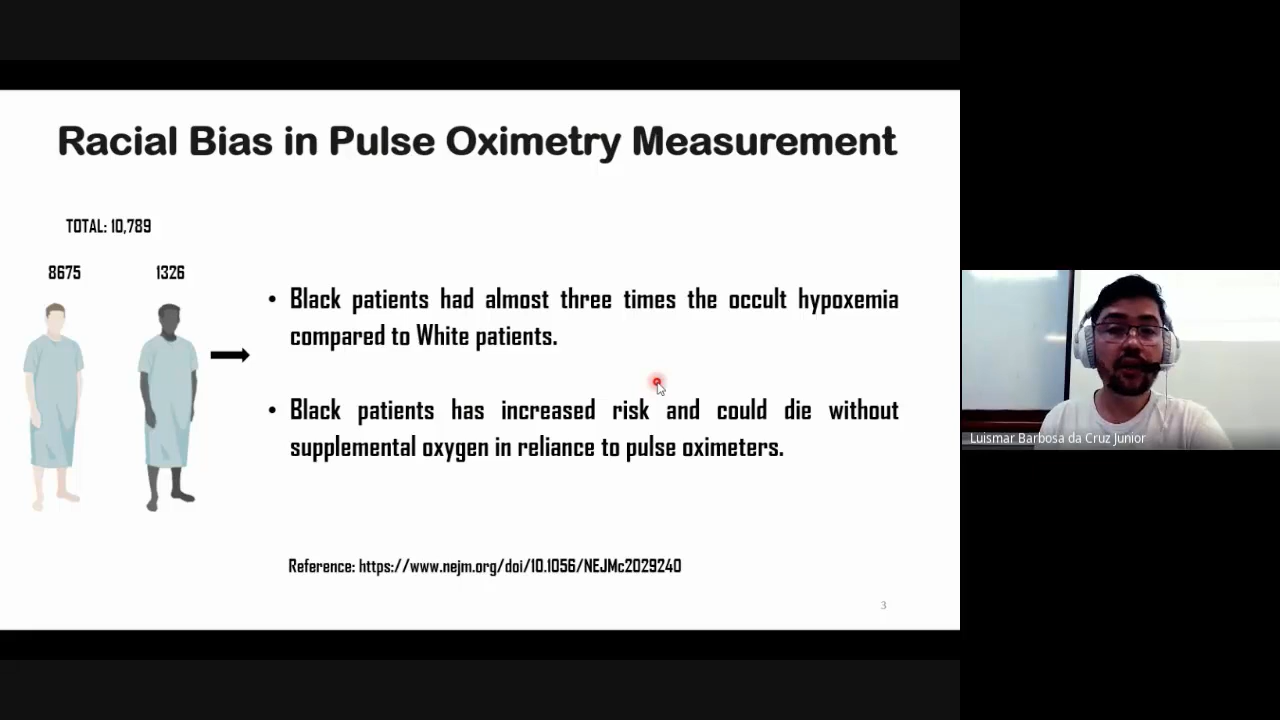 Racial Bias in Pulse Oximetry Measurement
TOTAL: 10,789
8675 1326
• Black patients had almost three times the occult hypoxemia
compared to White patients.
• Black patients has increased risk and could die without
supplemental oxygen in reliance to pulse oximeters.
Reference: https://www.nejm.org/doi/10.1056/NEJMc2029240
3
Luismar Barbosa da Cruz Junior